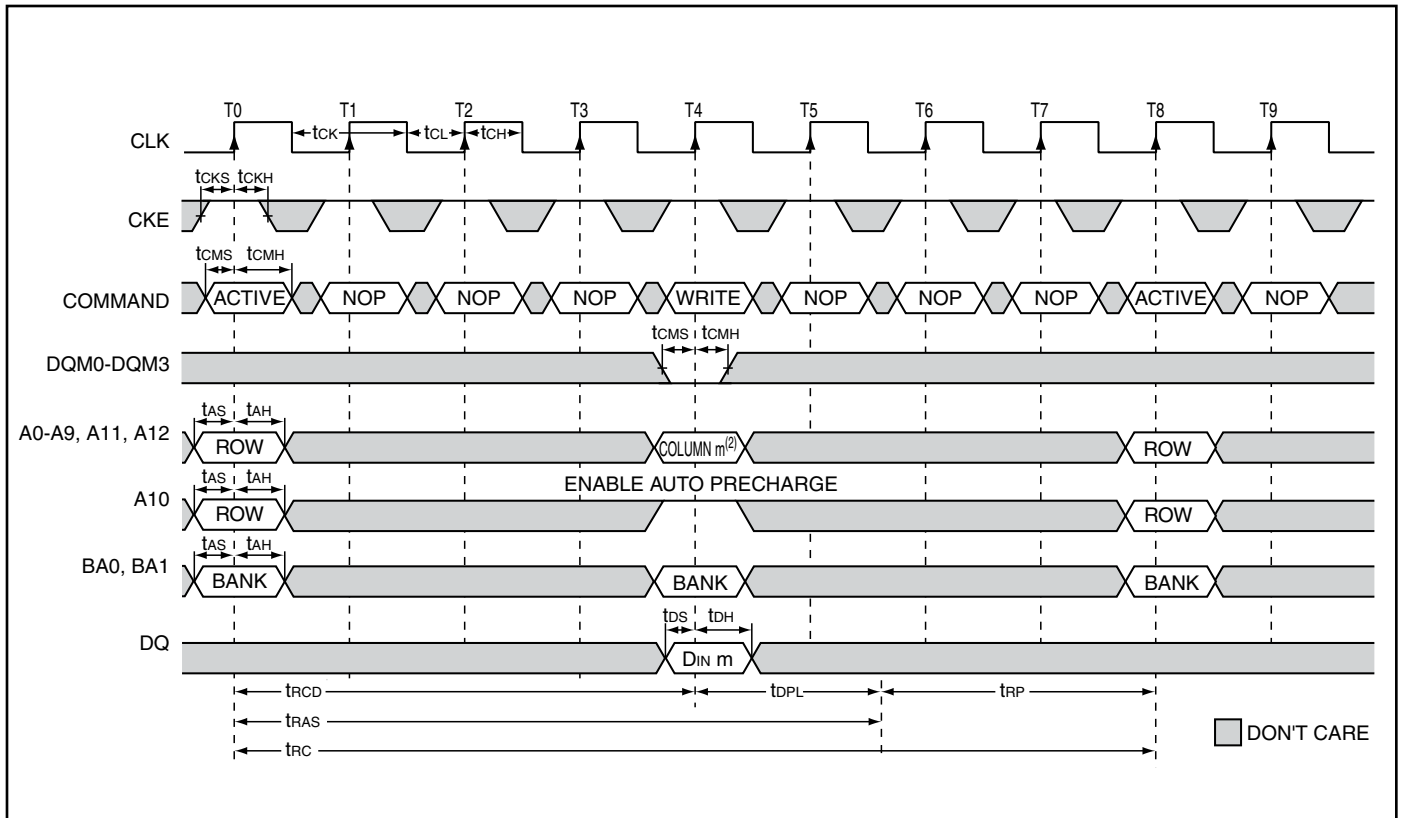 T0 T1 T2 T3 T4 T5 T6 T7 T8 T9
CLK tCK tCL tCH
tCKS tCKH
CKE
tCMS tCMH
COMMAND ACTIVE NOP NOP NOP WRITE NOP NOP NOP ACTIVE NOP
tCMS tCMH
DQM0-DQM3
tAS tAH
A0-A9, A11, A12 ROW COLUMN m(2) ROW
tAS tAH ENABLE AUTO PRECHARGE
A10 ROW ROW
tAS tAH
BA0, BA1 BANK BANK BANK
tDS tDH
DQ DIN m
tRCD tDPL tRP
tRAS
tRC
DON'T CARE